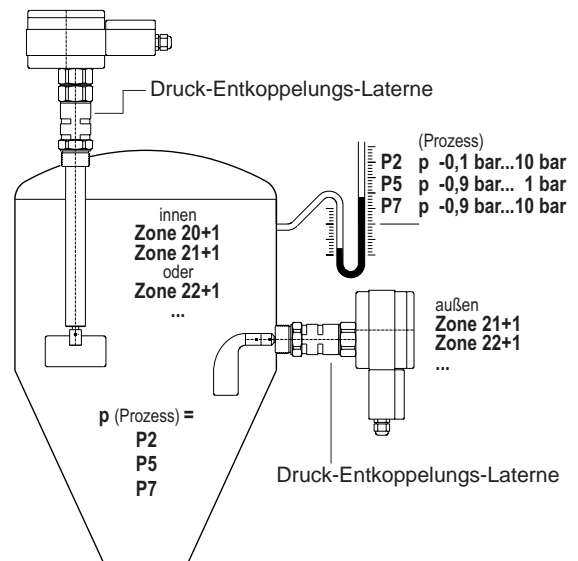 Druck-Entkoppelungs-Laterne
(Prozess)
P2 p -0,1 bar...10 bar
P5 p -0,9 bar... 1 bar
P7 p -0,9 bar...10 bar
innen
Zone 20+1
Zone 21+1
oder
Zone 22+1
...
außen
Zone 21+1
Zone 22+1
...
p (Prozess) =
P2
P5
P7
Druck-Entkoppelungs-Laterne